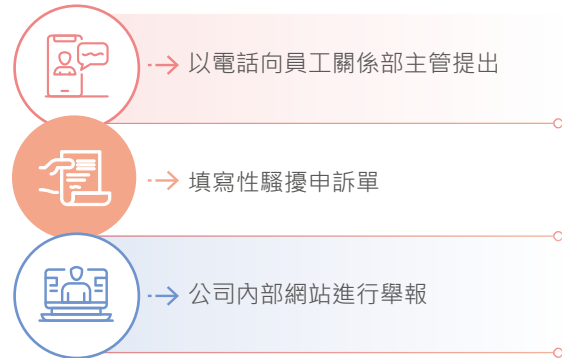 以電話向員工關係部主管提出
填寫性騷擾申訴單
公司內部網站進行舉報